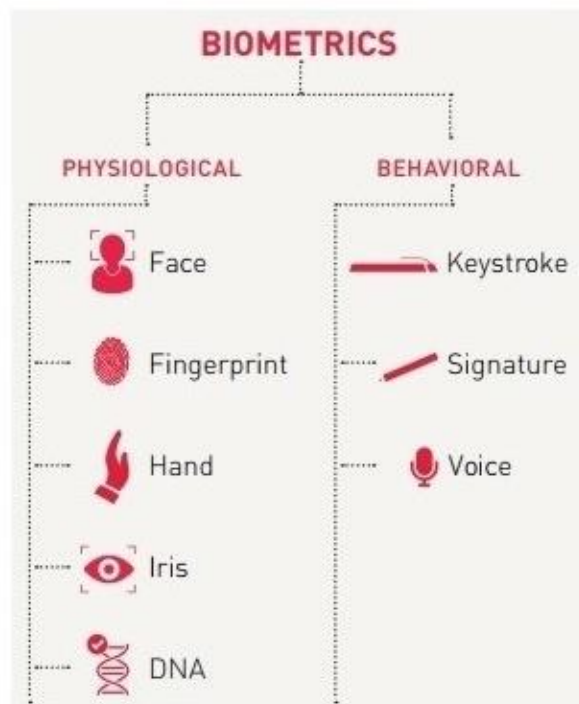 BIOMETRICS
PHYSIOLOGICAL
Face
Fingerprint
Hand
Iris
DNA
BEHAVIORAL
Keystroke
Signature
Voice